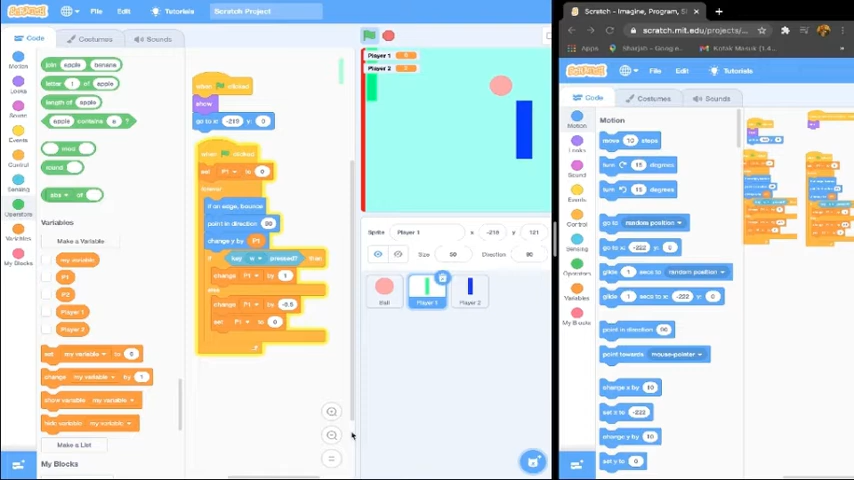 SCRATCH File Edit Tutorials Scratch Project
Code Costumes Sounds
Motion
Looks
Sound
Events
Control
Sensing
Operators
Variables
My Blocks
join apple banana
letter 1 of apple
length of apple
apple contains a ?
mod
round
abs of
Variables
Make a Variable
my variable
P1
P2
Player 1
Player 2
set my variable to 0
change my variable by 1
show variable my variable
hide variable my variable
Make a List
My Blocks
when clicked
show
go to x: -219 y: 0
when clicked
set P1 to 0
forever
if on edge, bounce
point in direction 90
change y by P1
if key w pressed? then
change P1 by 1
else
change P1 by -9.5
set P1 to 0
Player 1
Player 2
Sprite Player 1 x -219 y 121
Size 50 Direction 90
Ball Player 1 Player 2
Scratch - Imagine, Program, S
scratch.mit.edu/projects/...
Apps
SCRATCH File Edit Tutorials
Code Costumes Sounds
Motion
Looks
Sound
Events
Control
Sensing
Operators
Variables
My Blocks
Motion
move 10 steps
turn 15 degrees
turn 15 degrees
go to random position
go to x: -222 y: 0
glide 1 secs to random position
glide 1 secs to x: -222 y: 0
point in direction 90
point towards mouse-pointer
change x by 10
set x to -222
change y by 10
set y to 0